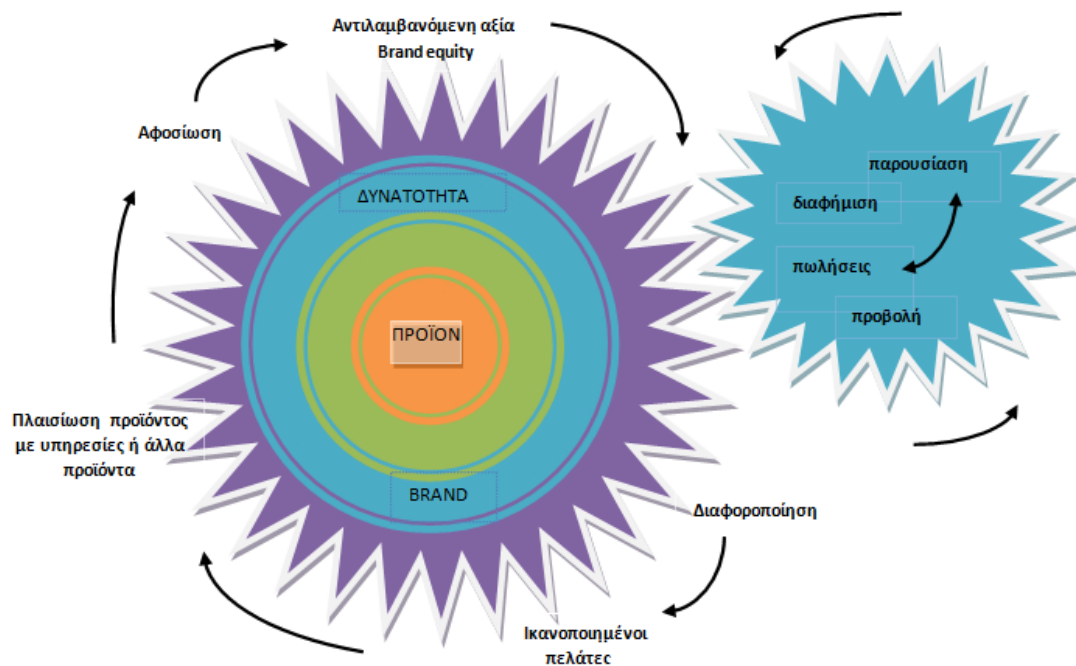 Αντιλαμβανόμενη αξία
Brand equity
Αφοσίωση
παρουσίαση
διαφήμιση
ΔΥΝΑΤΟΤΗΤΑ
πωλήσεις
προβολή
ΠΡΟΪΟΝ
Πλαισίωση προϊόντος
με υπηρεσίες ή άλλα
προϊόντα
BRAND
Διαφοροποίηση
Ικανοποιημένοι
πελάτες